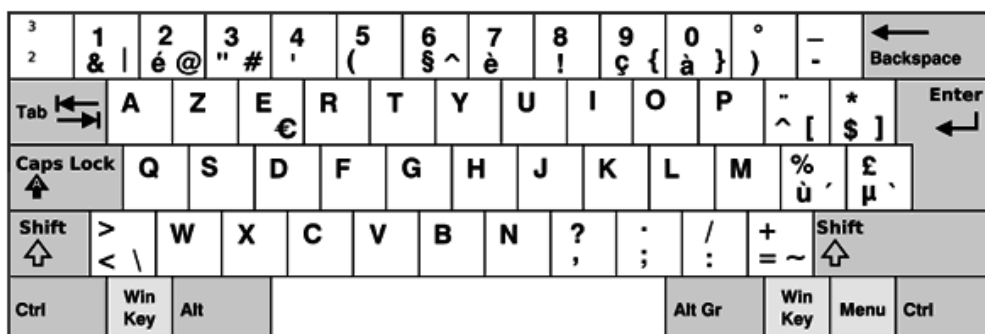 3 1 2 3 4 5 6 7 8 9 0 ° _
2 & | é @ " # ' ( § ^ è ! ç { à } ) - Backspace
Tab A Z E R T Y U I O P ¨ * Enter
€ ^ [ $ ]
Caps Lock Q S D F G H J K L M % £
A ù ´ µ `
Shift > W X C V B N ? . / + Shift
< \ , ; : = ~
Ctrl Win Key Alt Alt Gr Win Key Menu Ctrl